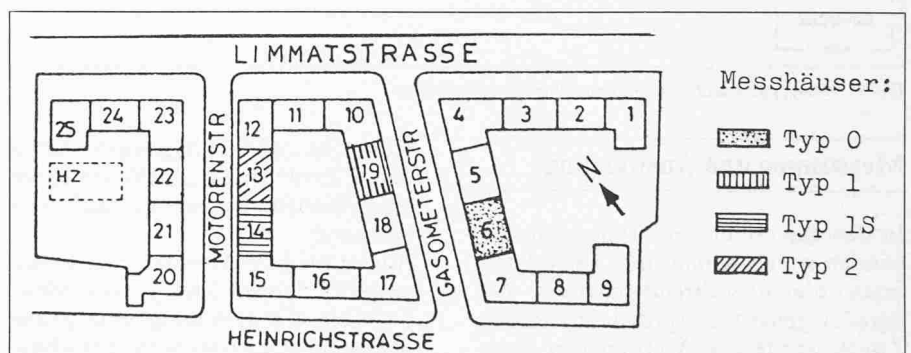 LIMMATSTRASSE
25 24 23
22
21
20
HZ
MOTORENSTR
12 11 10
13 19
14 18
15 16 17
GASOMETERSTR
4 3 2 1
5
6
7 8 9
N
HEINRICHSTRASSE
Messhäuser:
Typ 0
Typ 1
Typ 1S
Typ 2